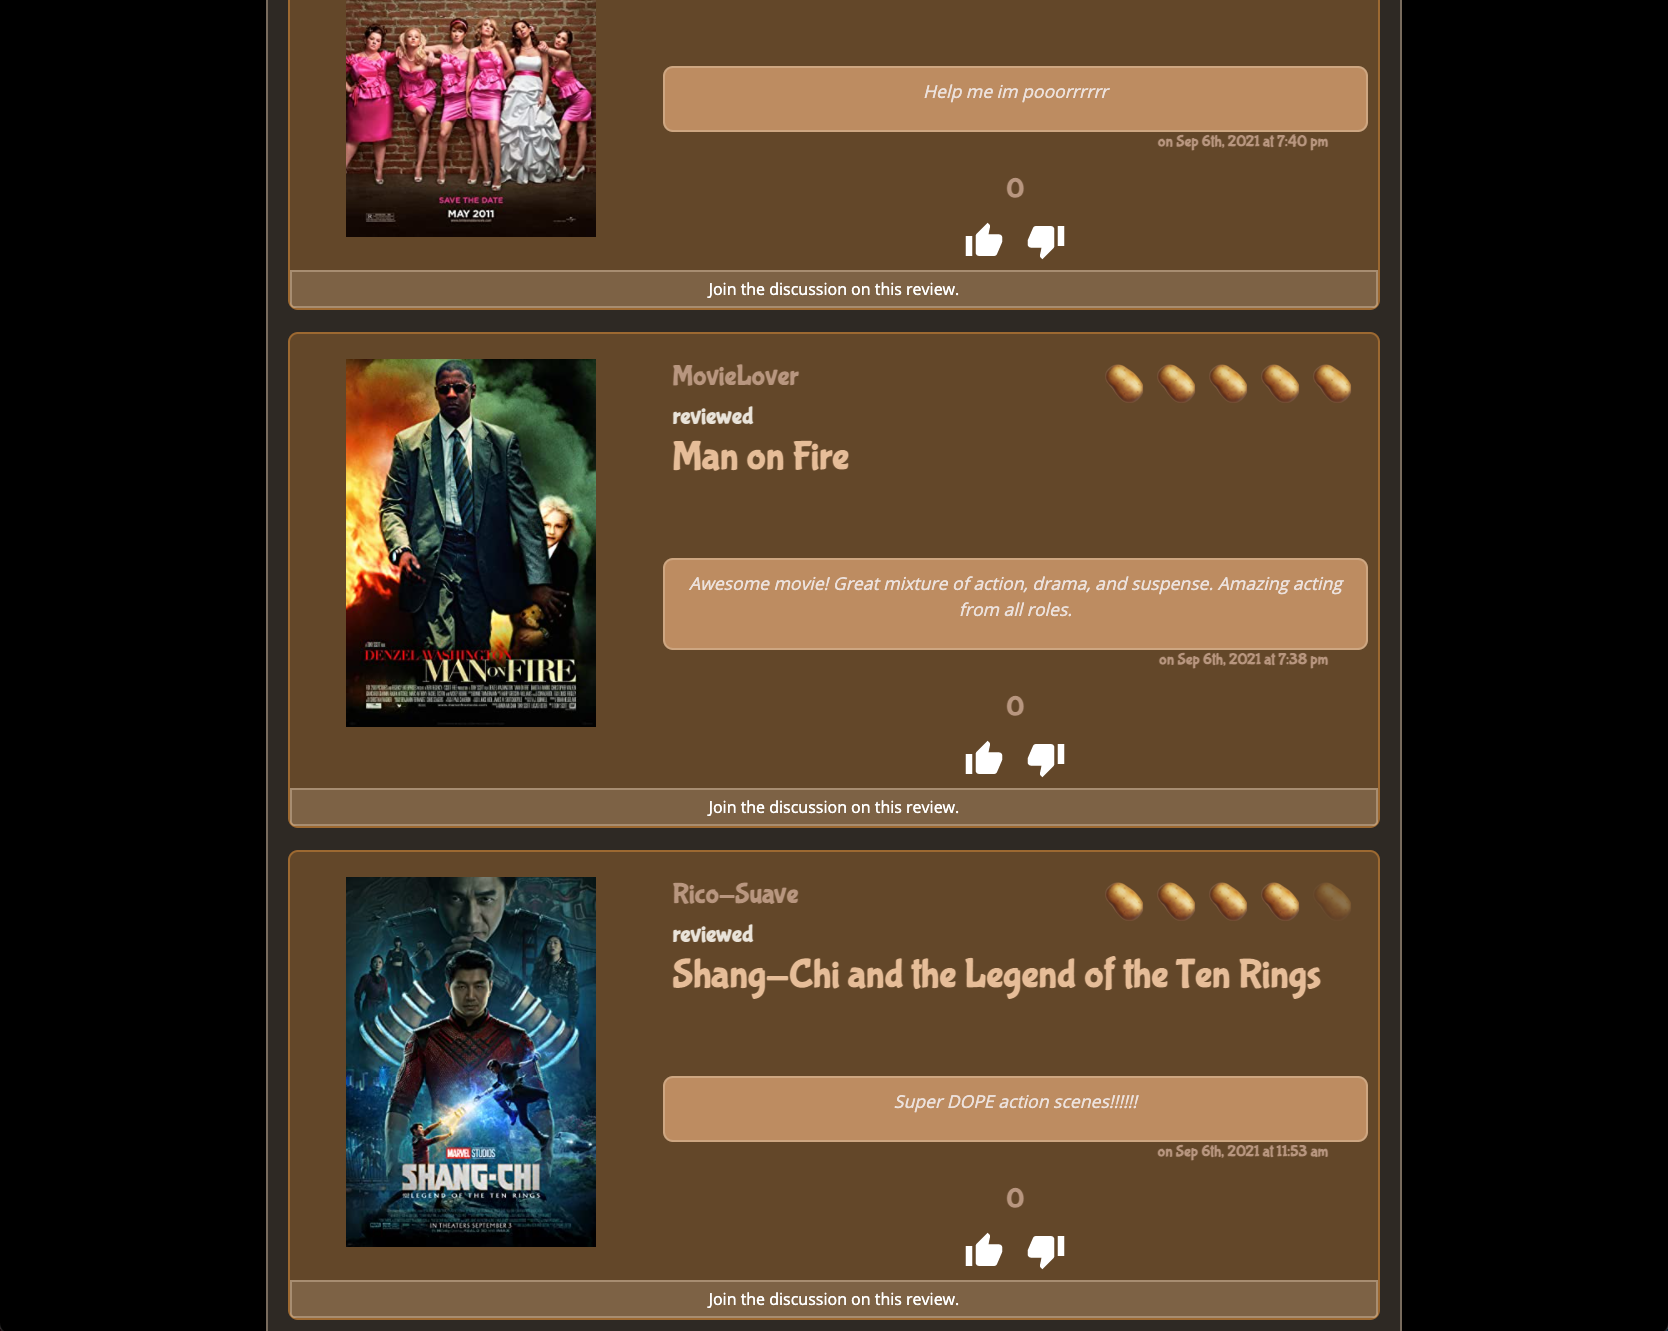 SAVE THE DATE
MAY 2011
Help me im pooorrrrrr
on Sep 6th, 2021 at 7:40 pm
0
Join the discussion on this review.
MovieLover
reviewed
Man on Fire
DENZEL WASHINGTON
MAN ON FIRE
Awesome movie! Great mixture of action, drama, and suspense. Amazing acting
from all roles.
on Sep 6th, 2021 at 7:38 pm
0
Join the discussion on this review.
Rico-Suave
reviewed
Shang-Chi and the Legend of the Ten Rings
MARVEL STUDIOS
SHANG-CHI
AND THE LEGEND OF THE TEN RINGS
IN THEATERS SEPTEMBER 3
Super DOPE action scenes!!!!!!
on Sep 6th, 2021 at 11:53 am
0
Join the discussion on this review.